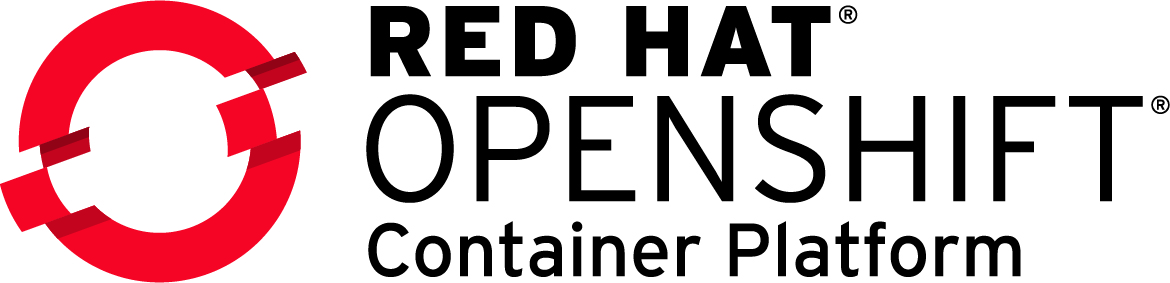 RED HAT®
OPENSHIFT®
Container Platform